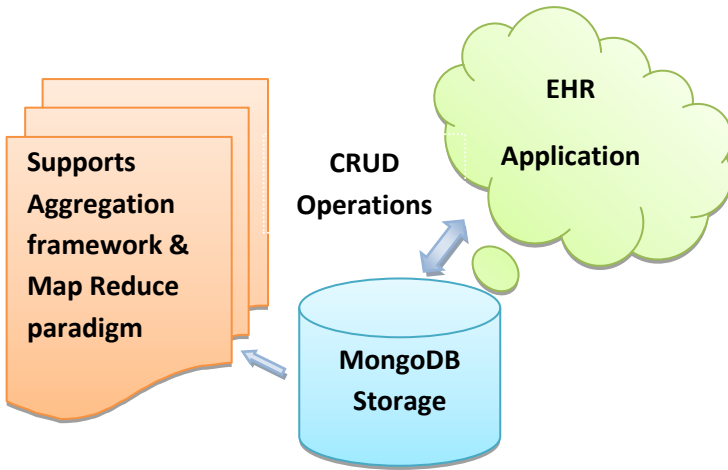 EHR
Application
CRUD
Operations
Supports
Aggregation
framework &
Map Reduce
paradigm
MongoDB
Storage